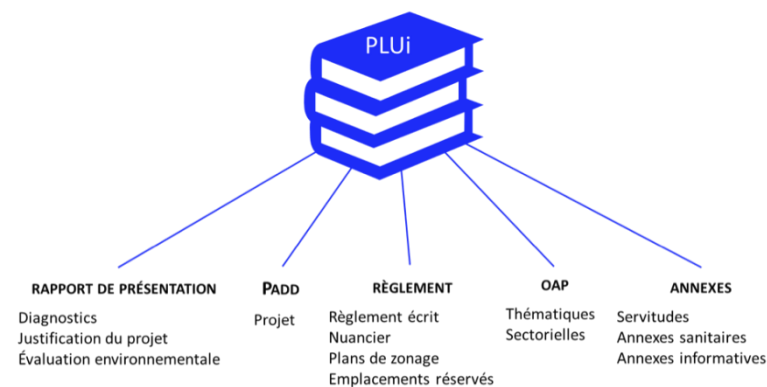 PLUi
RAPPORT DE PRÉSENTATION
Diagnostics
Justification du projet
Évaluation environnementale
PADD
Projet
RÈGLEMENT
Règlement écrit
Nuancier
Plans de zonage
Emplacements réservés
OAP
Thématiques
Sectorielles
ANNEXES
Servitudes
Annexes sanitaires
Annexes informatives